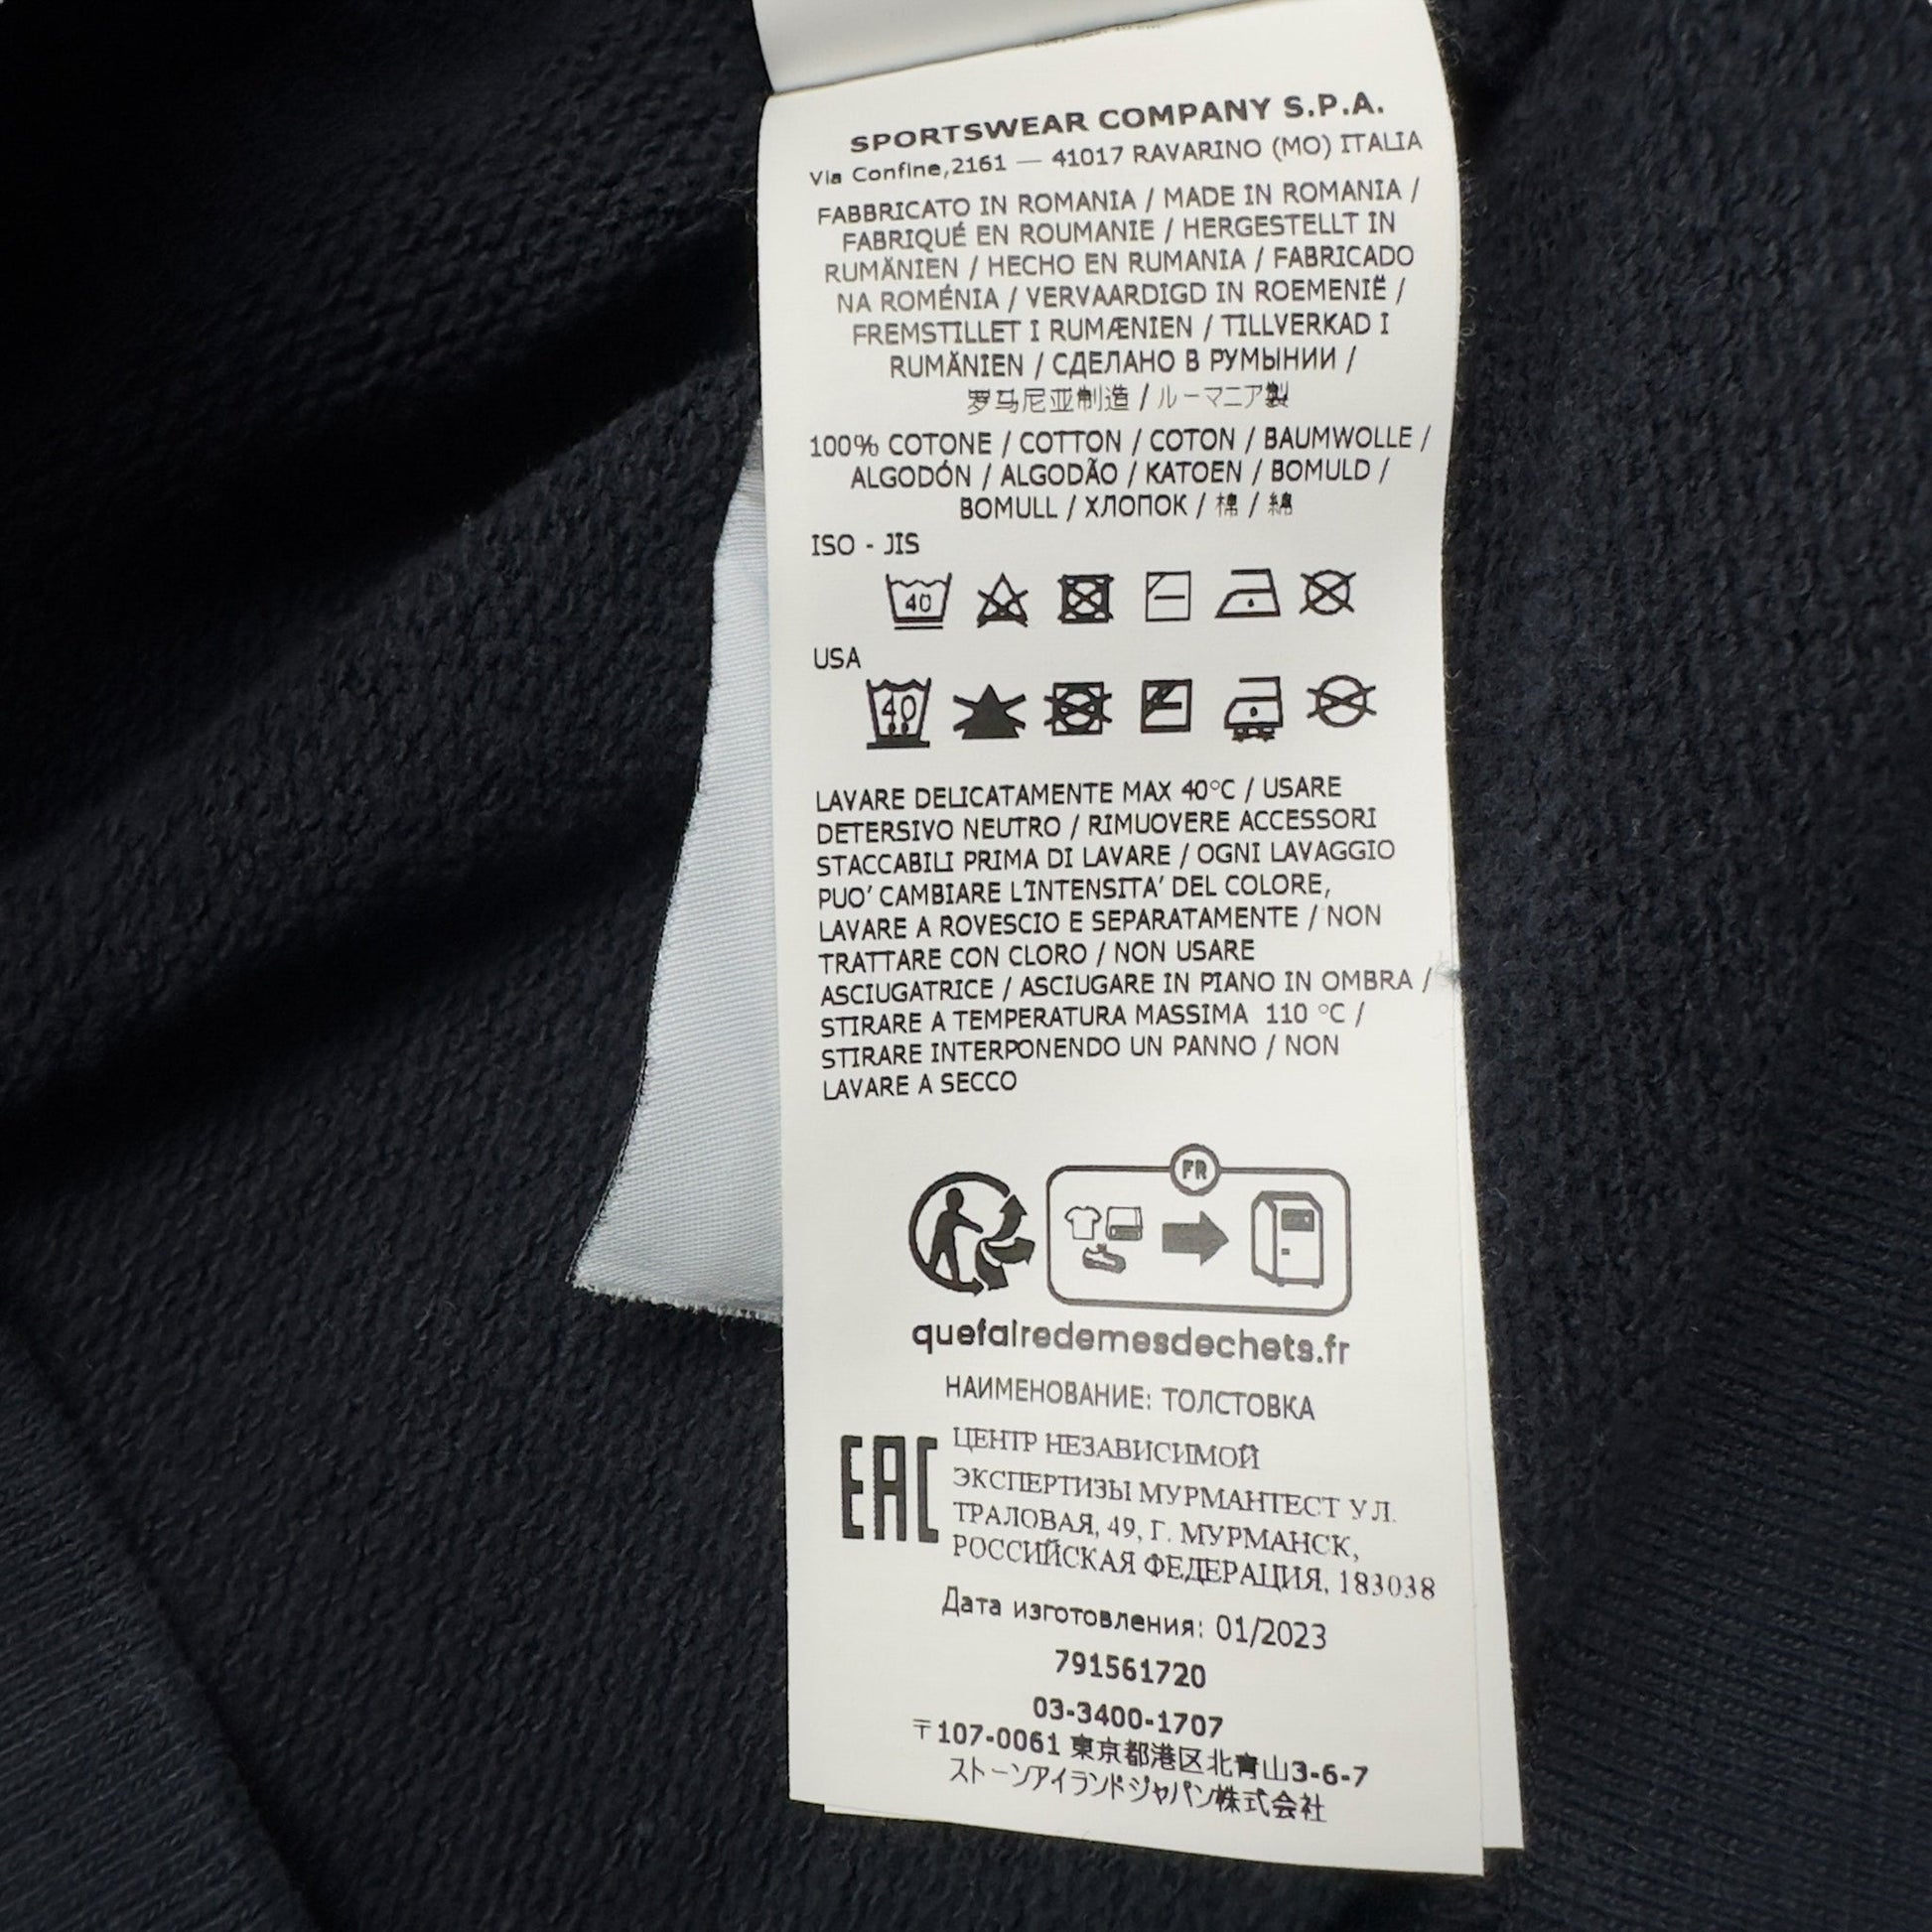 SPORTSWEAR COMPANY S.P.A.
Via Confine,2161 — 41017 RAVARINO (MO) ITALIA
FABBRICATO IN ROMANIA / MADE IN ROMANIA /
FABRIQUÉ EN ROUMANIE / HERGESTELLT IN
RUMÄNIEN / HECHO EN RUMANIA / FABRICADO
NA ROMÉNIA / VERVAARDIGD IN ROEMENIË /
FREMSTILLET I RUMÆNIEN / TILLVERKAD I
RUMÄNIEN / СДЕЛАНО В РУМЫНИИ /
罗马尼亚制造 / ルーマニア製
100% COTONE / COTTON / COTON / BAUMWOLLE /
ALGODÓN / ALGODÃO / KATOEN / BOMULD /
BOMULL / ХЛОПОК / 棉 / 綿
ISO - JIS
40
USA
40
LAVARE DELICATAMENTE MAX 40°C / USARE
DETERSIVO NEUTRO / RIMUOVERE ACCESSORI
STACCABILI PRIMA DI LAVARE / OGNI LAVAGGIO
PUO' CAMBIARE L'INTENSITA' DEL COLORE,
LAVARE A ROVESCIO E SEPARATAMENTE / NON
TRATTARE CON CLORO / NON USARE
ASCIUGATRICE / ASCIUGARE IN PIANO IN OMBRA /
STIRARE A TEMPERATURA MASSIMA 110 °C /
STIRARE INTERPONENDO UN PANNO / NON
LAVARE A SECCO
FR
quefairedemesdechets.fr
НАИМЕНОВАНИЕ: ТОЛСТОВКА
EAC
ЦЕНТР НЕЗАВИСИМОЙ
ЭКСПЕРТИЗЫ МУРМАНТЕСТ УЛ.
ТРАЛОВАЯ, 49, Г. МУРМАНСК,
РОССИЙСКАЯ ФЕДЕРАЦИЯ, 183038
Дата изготовления: 01/2023
791561720
03-3400-1707
〒107-0061 東京都港区北青山3-6-7
ストーンアイランドジャパン株式会社